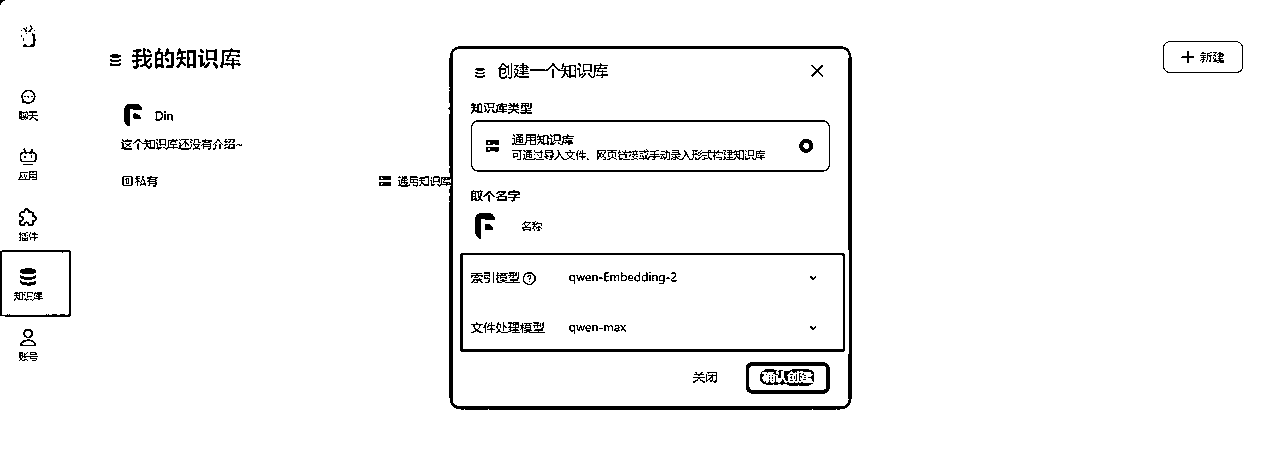 聊天
应用
插件
知识库
账号
我的知识库
Din
这个知识库还没有介绍~
私有
通用知识库
新建
创建一个知识库
知识库类型
通用知识库
可通过导入文件、网页链接或手动录入形式构建知识库
取个名字
名称
索引模型
qwen-Embedding-2
文件处理模型
qwen-max
关闭
确认创建